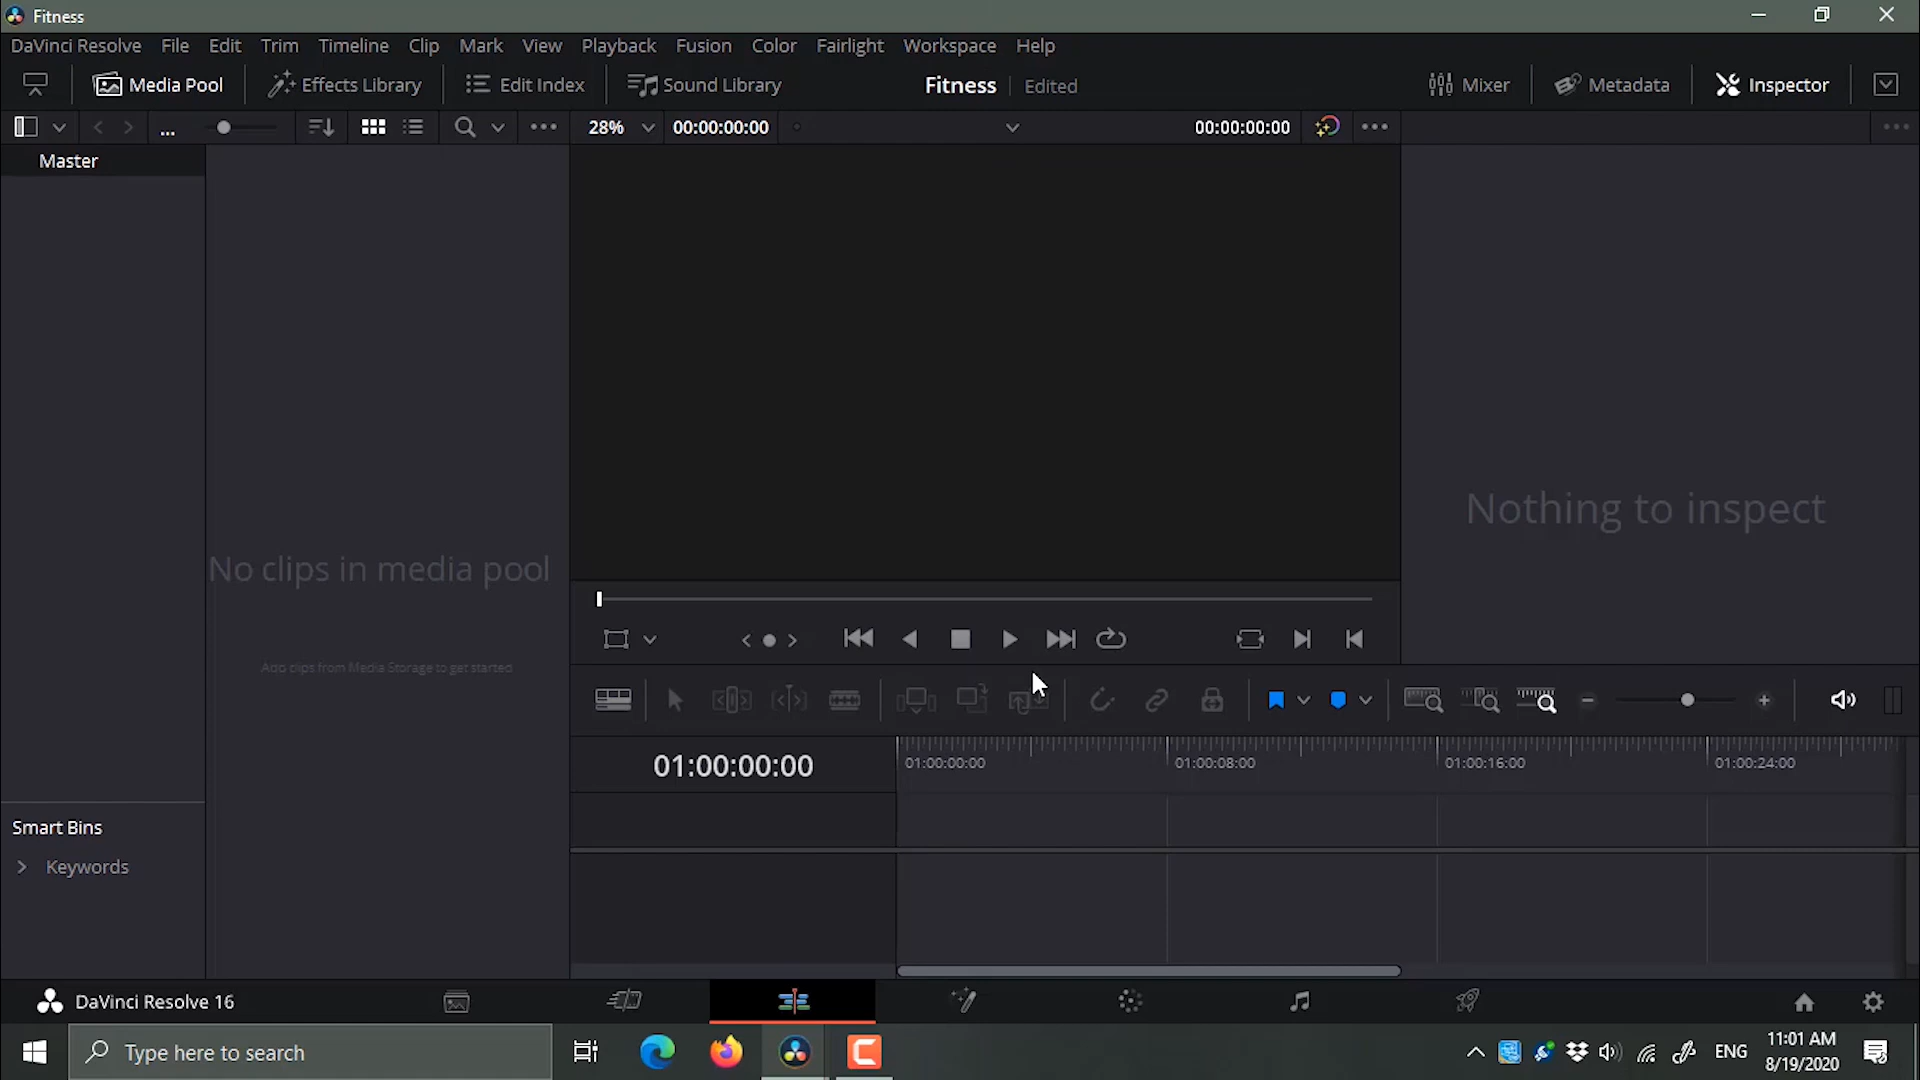 Fitness
DaVinci Resolve File Edit Trim Timeline Clip Mark View Playback Fusion Color Fairlight Workspace Help
Media Pool Effects Library Edit Index Sound Library Fitness Edited Mixer Metadata Inspector
... 28% 00:00:00:00 00:00:00:00
Master
Nothing to inspect
No clips in media pool
Add clips from Media Storage to get started
01:00:00:00
01:00:00:00 01:00:08:00 01:00:16:00 01:00:24:00
Smart Bins
Keywords
DaVinci Resolve 16
Type here to search
ENG
11:01 AM
8/19/2020